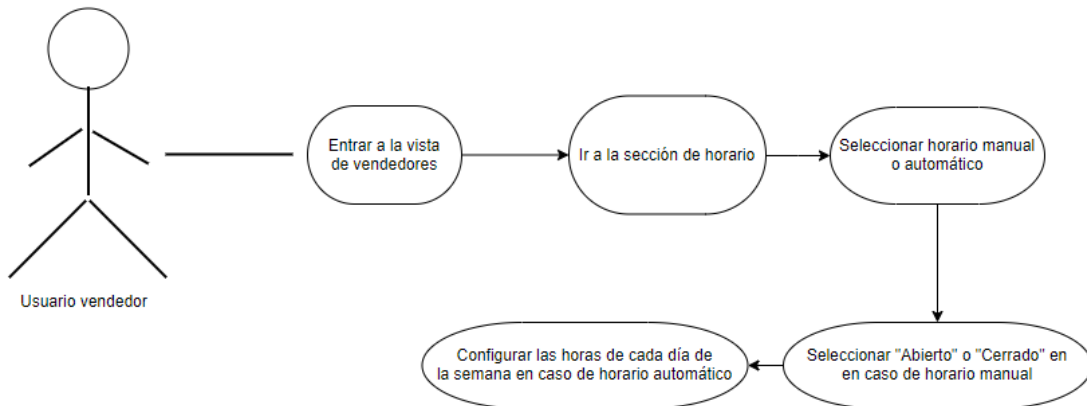 Entrar a la vista
de vendedores
Ir a la sección de horario
Seleccionar horario manual
o automático
Usuario vendedor
Configurar las horas de cada día de
la semana en caso de horario automático
Seleccionar "Abierto" o "Cerrado" en
en caso de horario manual